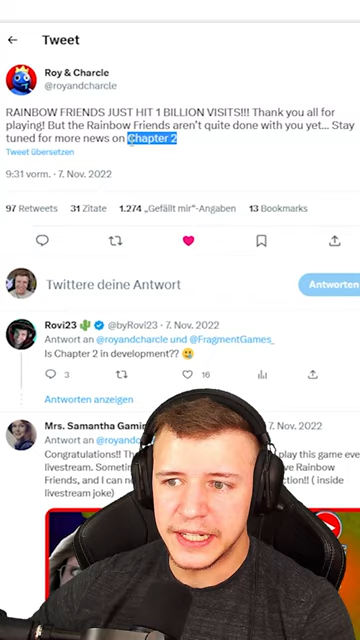 Tweet
Roy & Charcle
@royandcharcle
RAINBOW FRIENDS JUST HIT 1 BILLION VISITS!!! Thank you all for
playing! But the Rainbow Friends aren't quite done with you yet... Stay
tuned for more news on Chapter 2
Tweet übersetzen
9:31 vorm. · 7. Nov. 2022
97 Retweets 31 Zitate 1.274 „Gefällt mir“-Angaben 13 Bookmarks
Twittere deine Antwort
Antworten
Rovi23 @byRovi23 · 7. Nov. 2022
Antwort an @royandcharcle und @FragmentGames_
Is Chapter 2 in development??
3 16
Antworten anzeigen
Mrs. Samantha Gamin 7. Nov. 2022
Antwort an @royandc
Congratulations!! Th play this game eve
livestream. Someti ve Rainbow
Friends, and I can n ction!! ( inside
livestream joke)